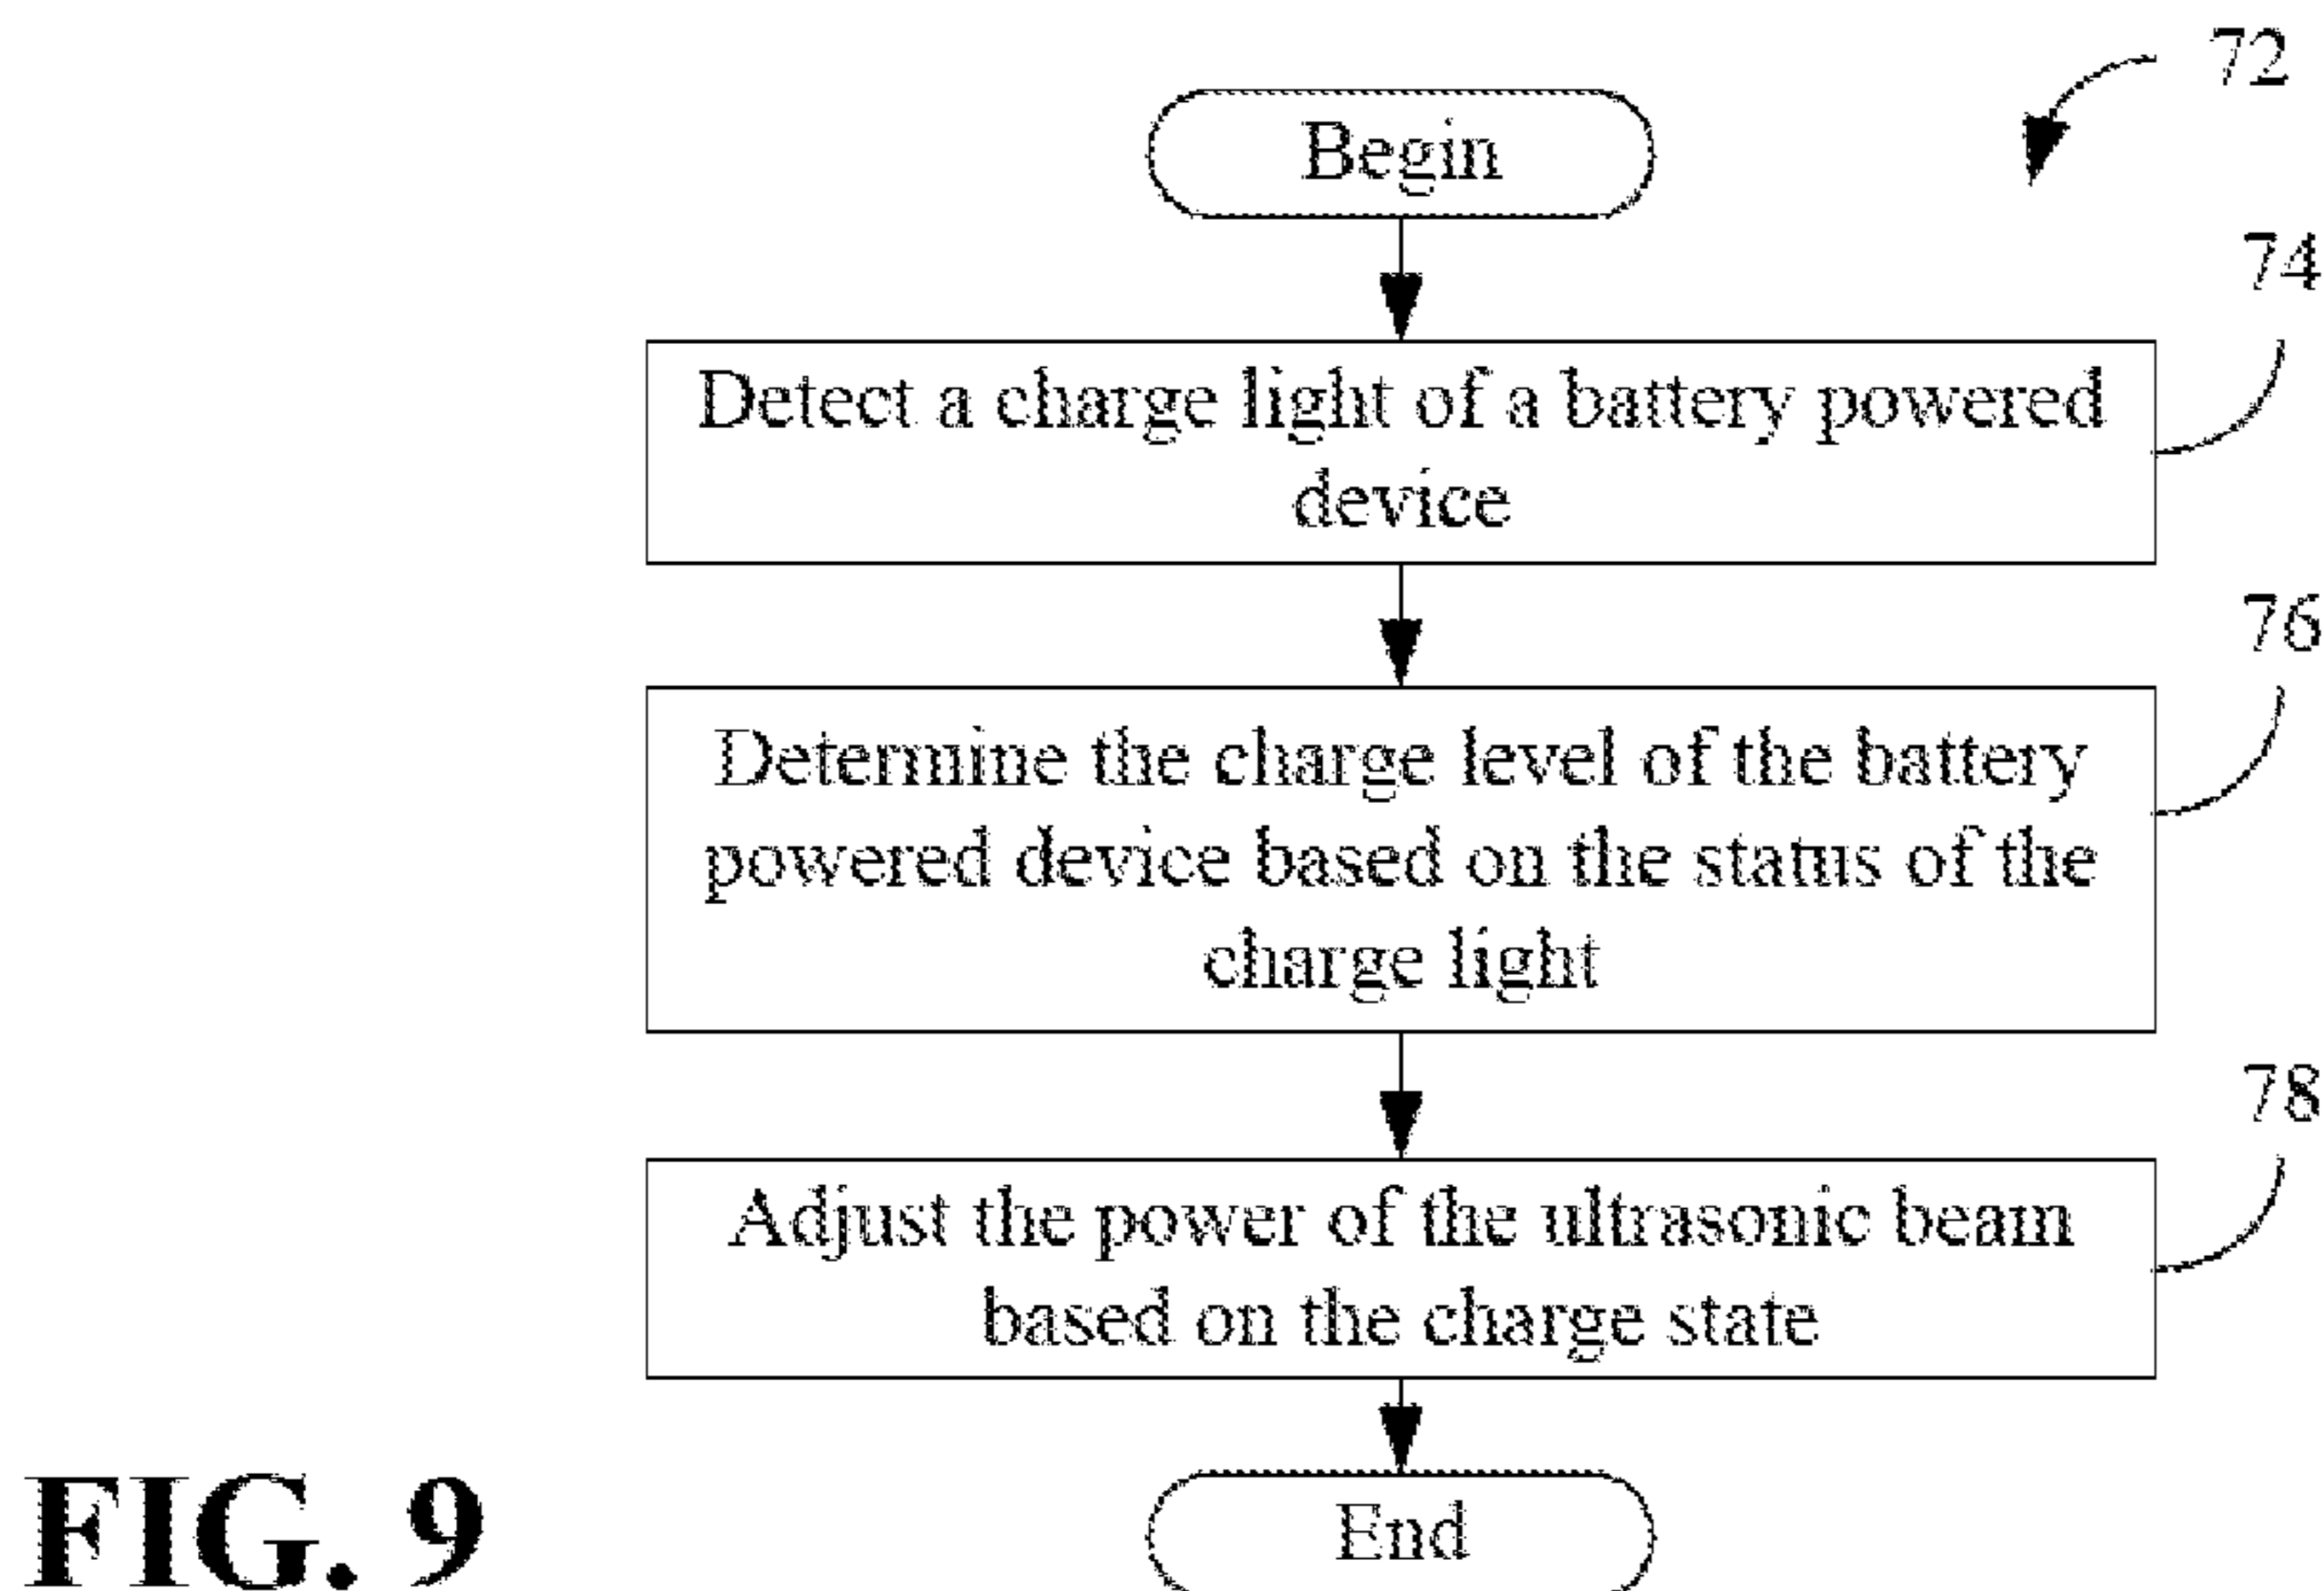 72
Begin
74
Detect a charge light of a battery powered
device
76
Determine the charge level of the battery
powered device based on the status of the
charge light
78
Adjust the power of the ultrasonic beam
based on the charge state
End
FIG. 9